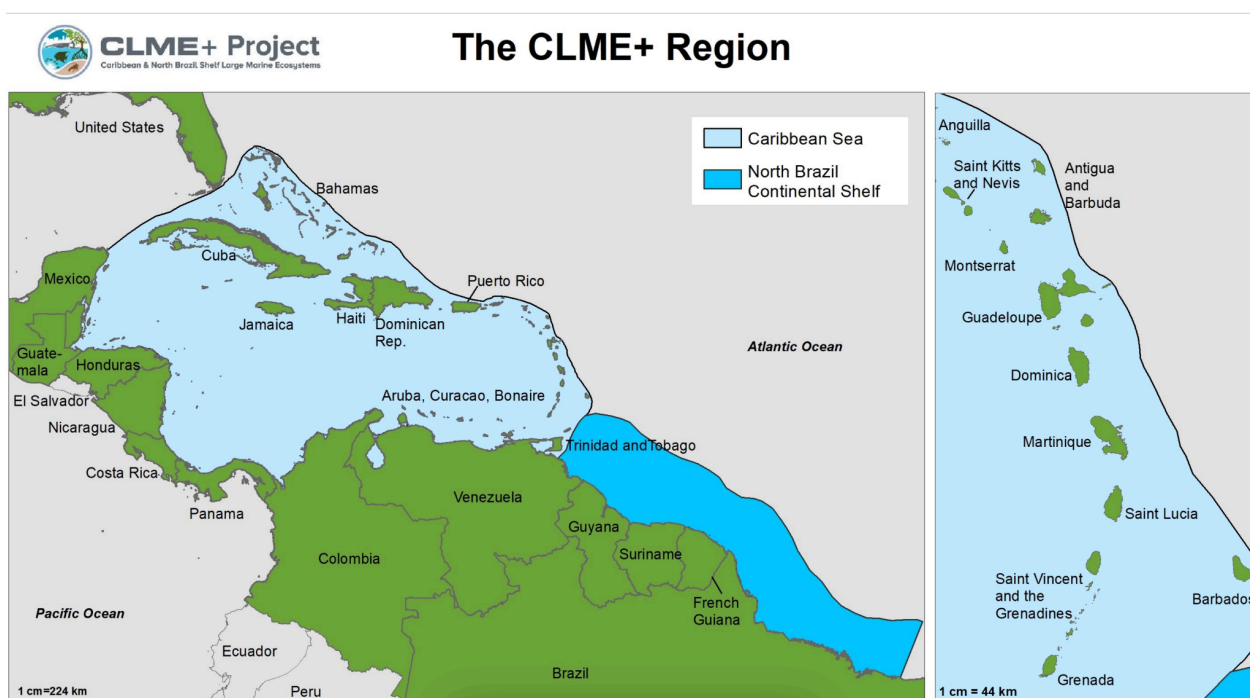 CLME+ Project
Caribbean & North Brazil Shelf Large Marine Ecosystems
The CLME+ Region
United States
Bahamas
Caribbean Sea
North Brazil
Continental Shelf
Cuba
Mexico
Puerto Rico
Jamaica
Haiti
Dominican
Rep.
Atlantic Ocean
Guate-
mala
Honduras
El Salvador
Nicaragua
Aruba, Curacao, Bonaire
Costa Rica
Trinidad and Tobago
Panama
Venezuela
Guyana
Colombia
Suriname
French
Guiana
Pacific Ocean
Ecuador
Peru
Brazil
1 cm=224 km
Anguilla
Saint Kitts
and Nevis
Antigua
and
Barbuda
Montserrat
Guadeloupe
Dominica
Martinique
Saint Lucia
Saint Vincent
and the
Grenadines
Barbados
Grenada
1 cm = 44 km